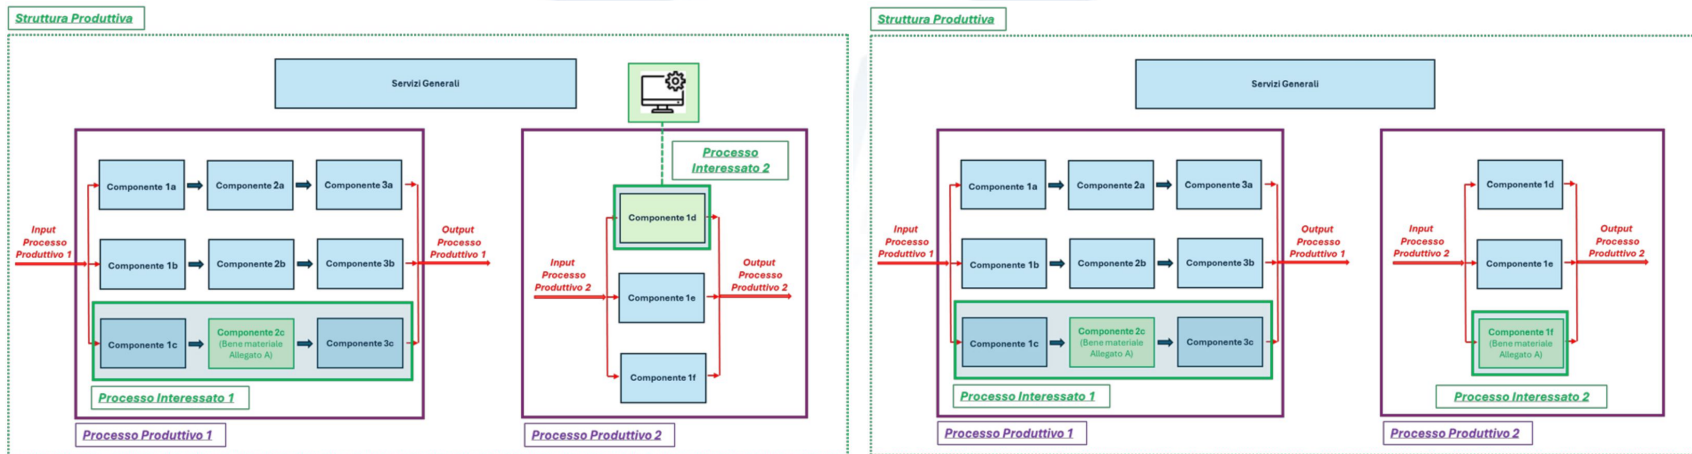 Struttura Produttiva
Servizi Generali
Componente 1a
Componente 2a
Componente 3a
Input
Processo
Produttivo 1
Componente 1b
Componente 2b
Componente 3b
Output
Processo
Produttivo 1
Componente 1c
Componente 2c
(Bene materiale
Allegato A)
Componente 3c
Processo Interessato 1
Processo Produttivo 1
Processo
Interessato 2
Componente 1d
Input
Processo
Produttivo 2
Componente 1e
Output
Processo
Produttivo 2
Componente 1f
Processo Produttivo 2
Struttura Produttiva
Servizi Generali
Componente 1a
Componente 2a
Componente 3a
Input
Processo
Produttivo 1
Componente 1b
Componente 2b
Componente 3b
Output
Processo
Produttivo 1
Componente 1c
Componente 2c
(Bene materiale
Allegato A)
Componente 3c
Processo Interessato 1
Processo Produttivo 1
Componente 1d
Input
Processo
Produttivo 2
Componente 1e
Output
Processo
Produttivo 2
Componente 1f
(Bene materiale
Allegato A)
Processo Interessato 2
Processo Produttivo 2